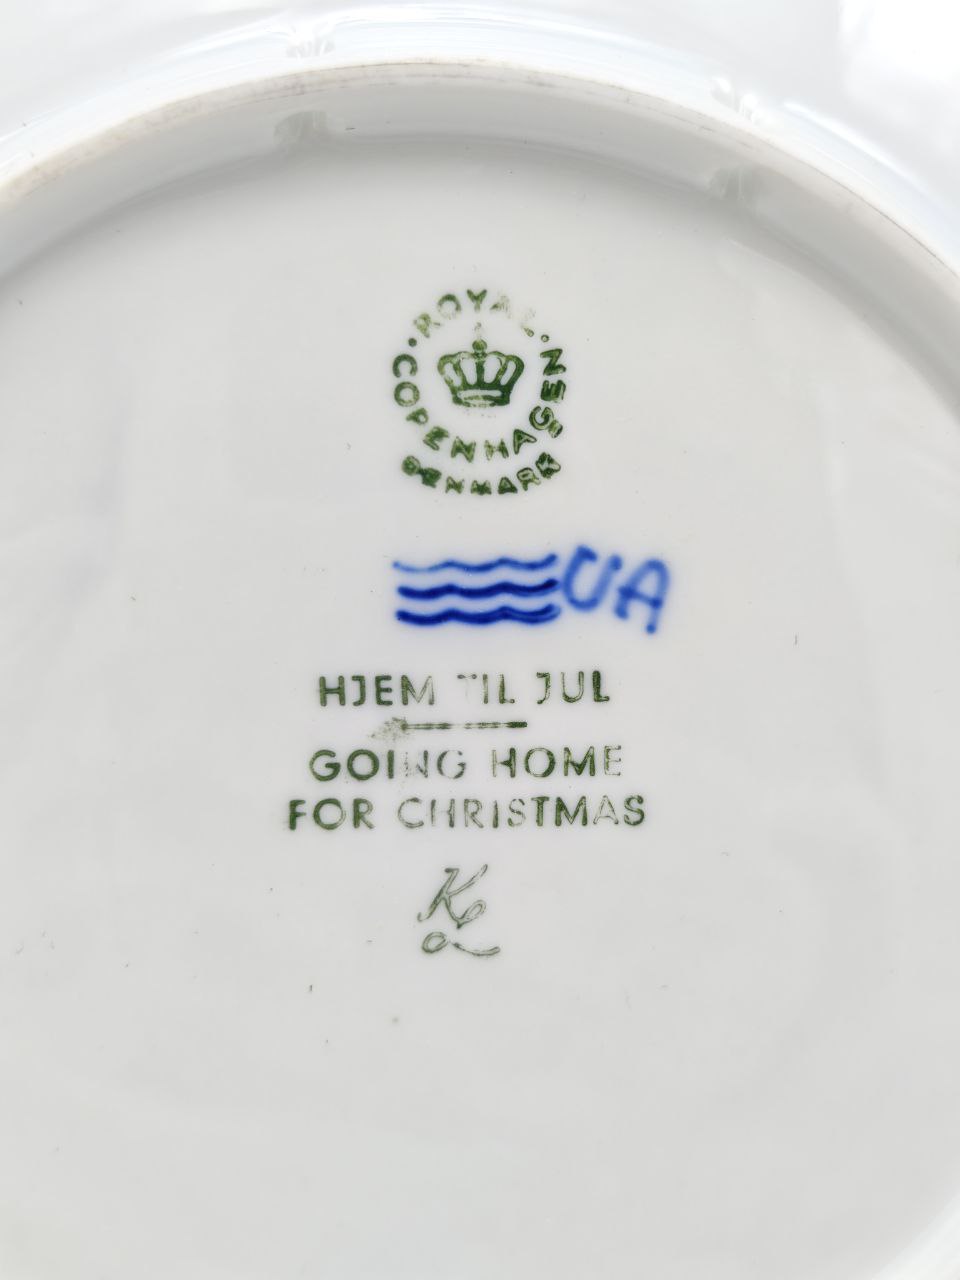 ROYAL
COPENHAGEN
DENMARK
UA
HJEM TIL JUL
GOING HOME
FOR CHRISTMAS